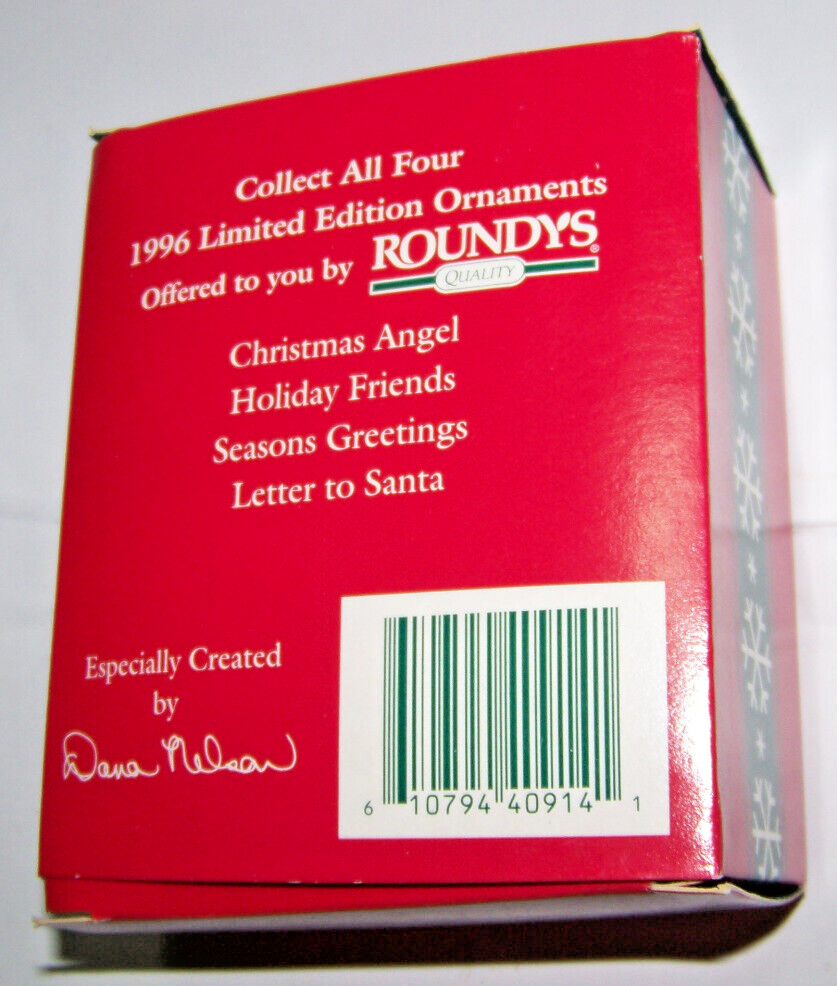 Collect All Four
1996 Limited Edition Ornaments
Offered to you by ROUNDY'S®
QUALITY
Christmas Angel
Holiday Friends
Seasons Greetings
Letter to Santa
Especially Created
by
Dana Nelson
6 10794 40914 1